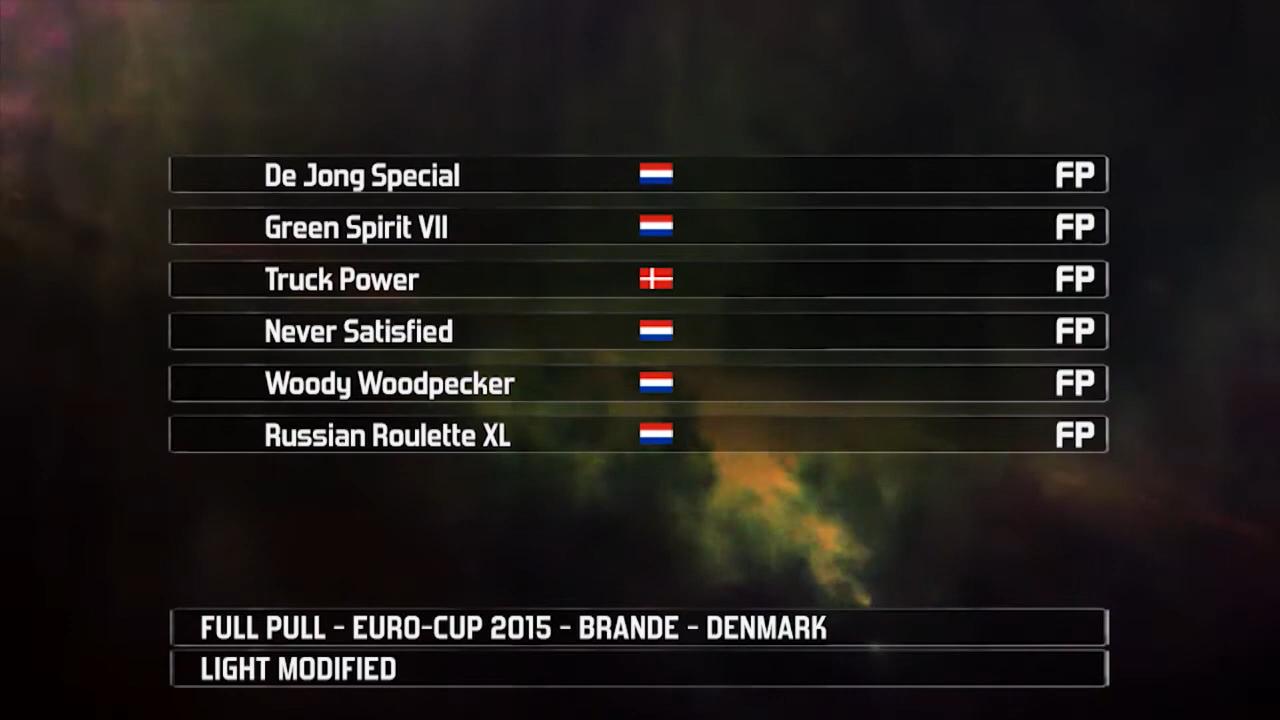 De Jong Special FP
Green Spirit VII FP
Truck Power FP
Never Satisfied FP
Woody Woodpecker FP
Russian Roulette XL FP
FULL PULL - EURO-CUP 2015 - BRANDE - DENMARK
LIGHT MODIFIED